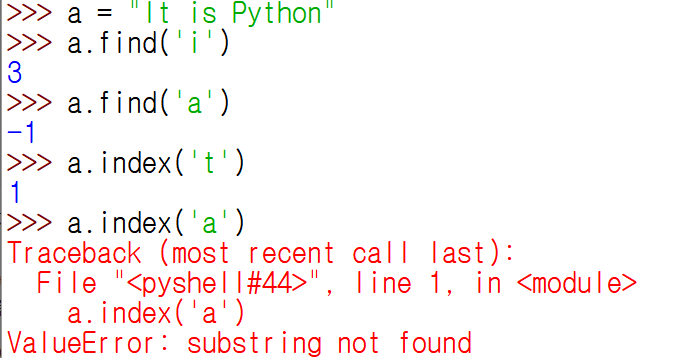 >>> a = "It is Python"
>>> a.find('i')
3
>>> a.find('a')
-1
>>> a.index('t')
1
>>> a.index('a')
Traceback (most recent call last):
  File "<pyshell#44>", line 1, in <module>
    a.index('a')
ValueError: substring not found